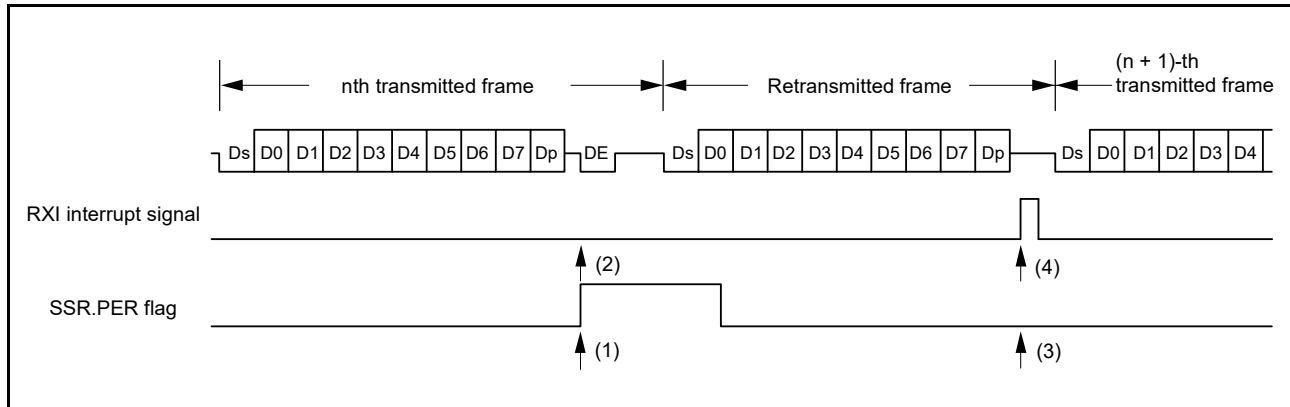 nth transmitted frame
Retransmitted frame
(n + 1)-th
transmitted frame
Ds D0 D1 D2 D3 D4 D5 D6 D7 Dp DE Ds D0 D1 D2 D3 D4 D5 D6 D7 Dp Ds D0 D1 D2 D3 D4
RXI interrupt signal
(2) (4)
SSR.PER flag
(1) (3)